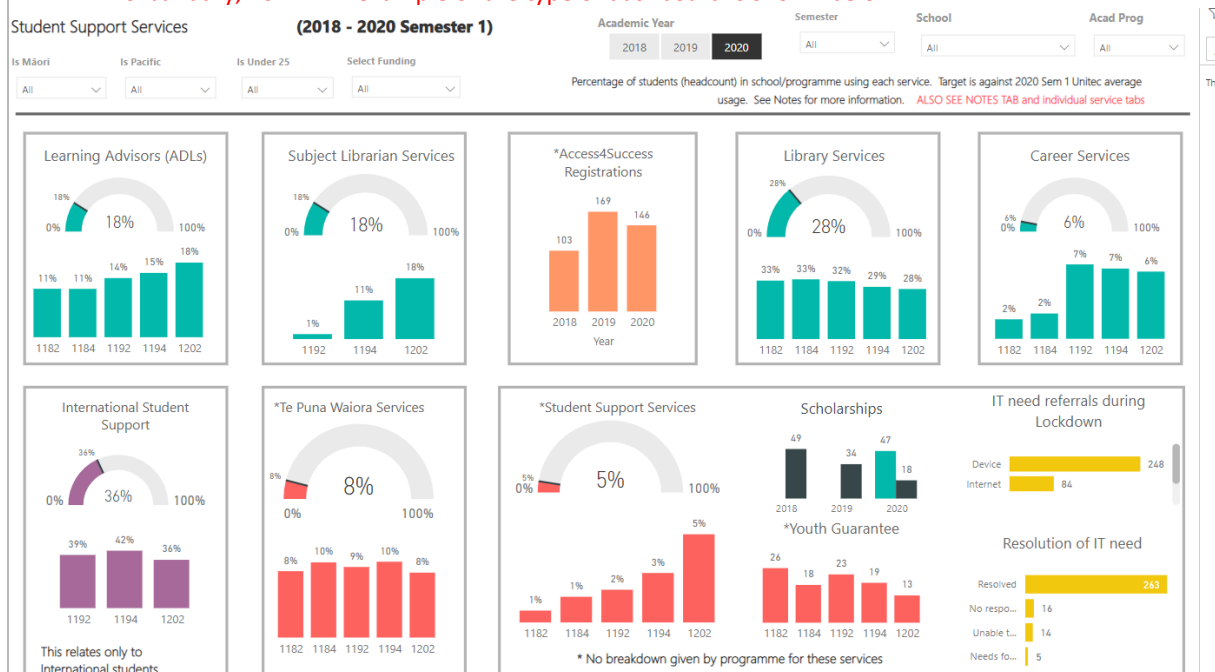 Student Support Services
(2018 - 2020 Semester 1)
Academic Year
2018 2019 2020
Semester
All
School
All
Acad Prog
All
Is Māori
All
Is Pacific
All
Is Under 25
All
Select Funding
All
Percentage of students (headcount) in school/programme using each service. Target is against 2020 Sem 1 Unitec average
usage. See Notes for more information. ALSO SEE NOTES TAB and individual service tabs
Learning Advisors (ADLs)
18%
0% 18% 100%
11% 11% 14% 15% 18%
1182 1184 1192 1194 1202
Subject Librarian Services
18%
0% 18% 100%
1% 11% 18%
1192 1194 1202
*Access4Success
Registrations
103 169 146
2018 2019 2020
Year
Library Services
28%
0% 28% 100%
33% 33% 32% 29% 28%
1182 1184 1192 1194 1202
Career Services
6%
0% 6% 100%
2% 2% 7% 7% 6%
1182 1184 1192 1194 1202
International Student
Support
36%
0% 36% 100%
39% 42% 36%
1192 1194 1202
This relates only to
International students
*Te Puna Waiora Services
8%
8%
0% 100%
8% 10% 9% 10% 8%
1182 1184 1192 1194 1202
*Student Support Services
5%
0% 5% 100%
1% 1% 2% 3% 5%
1182 1184 1192 1194 1202
Scholarships
49 34 47 18
2018 2019 2020
*Youth Guarantee
26 18 23 19 13
1182 1184 1192 1194 1202
* No breakdown given by programme for these services
IT need referrals during
Lockdown
Device 248
Internet 84
Resolution of IT need
Resolved 263
No respo... 16
Unable t... 14
Needs fo... 5